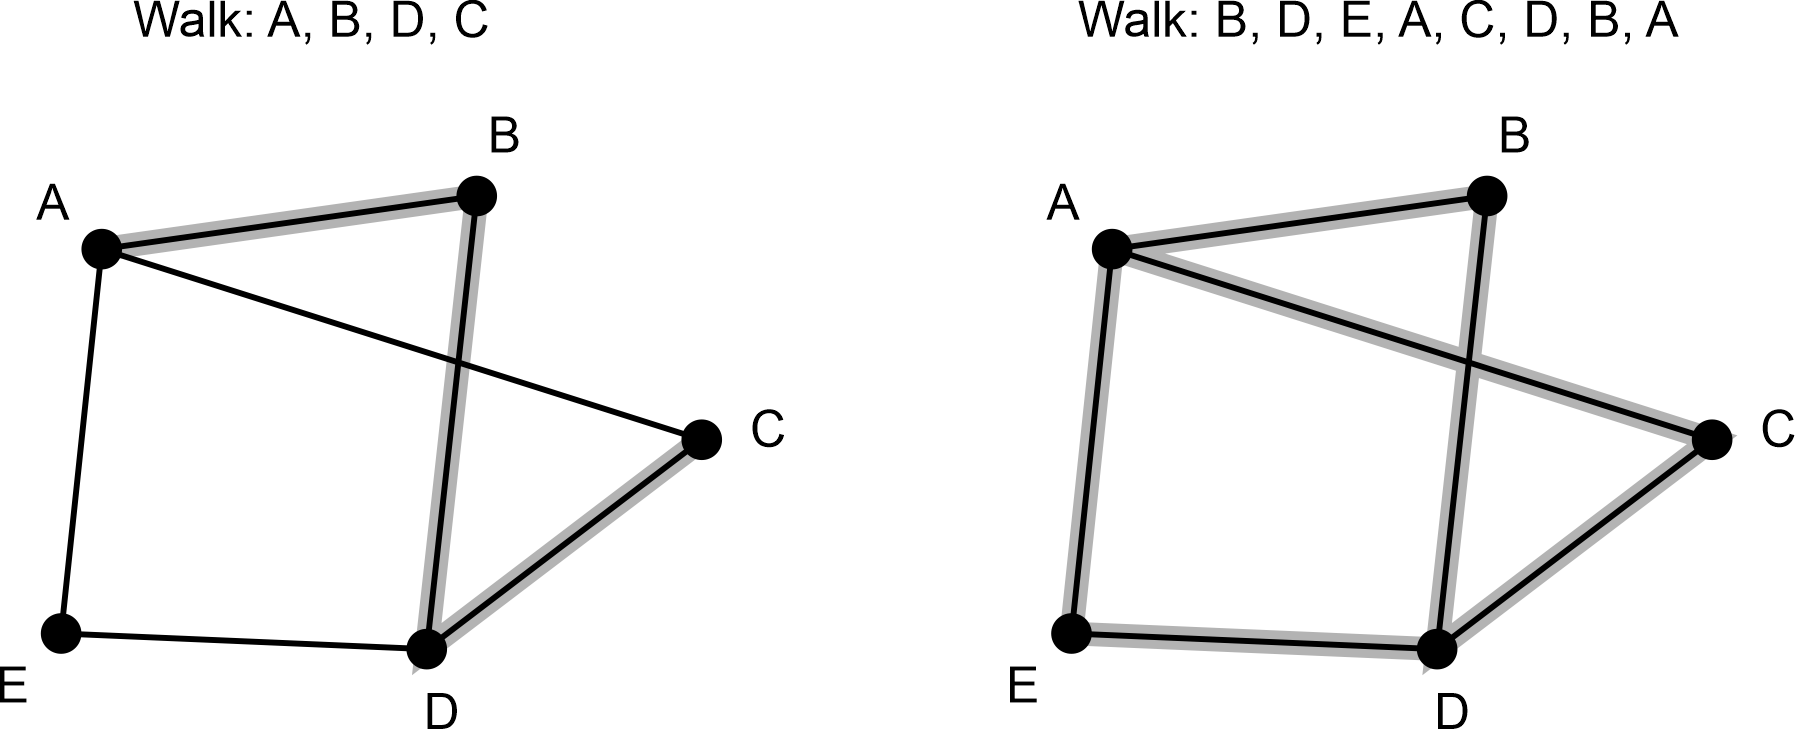 Walk: A, B, D, C
B
A
C
E
D
Walk: B, D, E, A, C, D, B, A
B
A
C
E
D